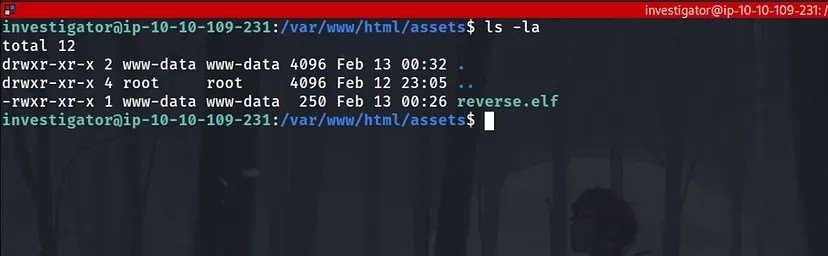 investigator@ip-10-10-109-231:/
investigator@ip-10-10-109-231:/var/www/html/assets$ ls -la
total 12
drwxr-xr-x 2 www-data www-data 4096 Feb 13 00:32 .
drwxr-xr-x 4 root     root     4096 Feb 12 23:05 ..
-rwxr-xr-x 1 www-data www-data  250 Feb 13 00:26 reverse.elf
investigator@ip-10-10-109-231:/var/www/html/assets$